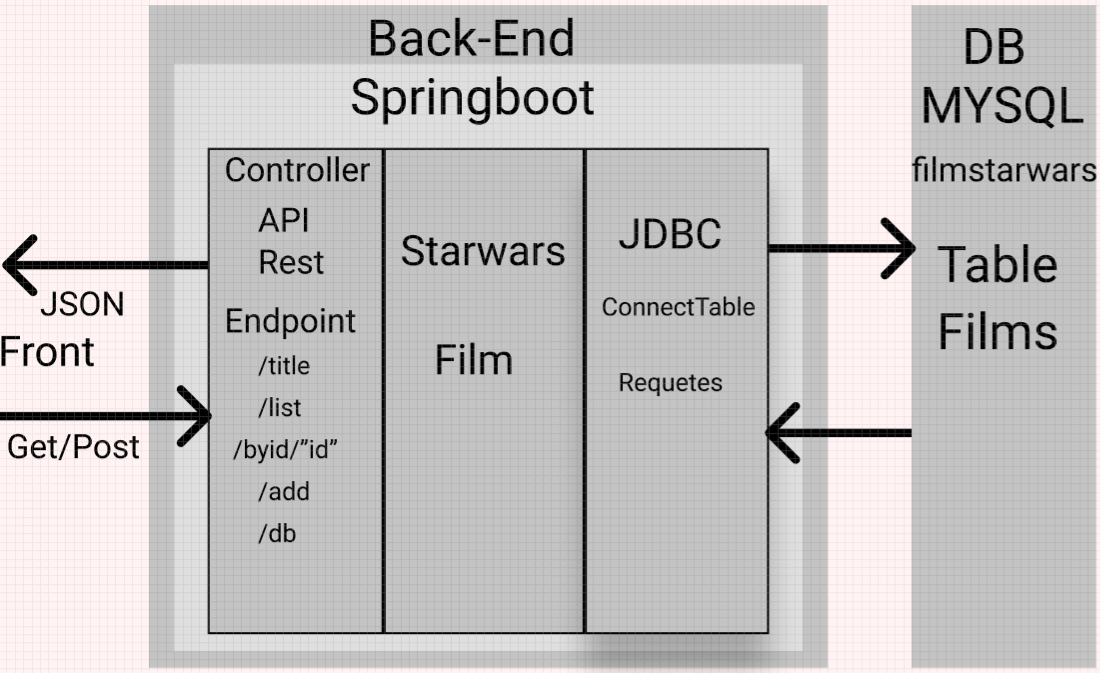 Back-End
Springboot
Controller
API
Rest
Endpoint
/title
/list
/byid/”id”
/add
/db
Starwars
Film
JDBC
ConnectTable
Requetes
JSON
Front
Get/Post
DB
MYSQL
filmstarwars
Table
Films